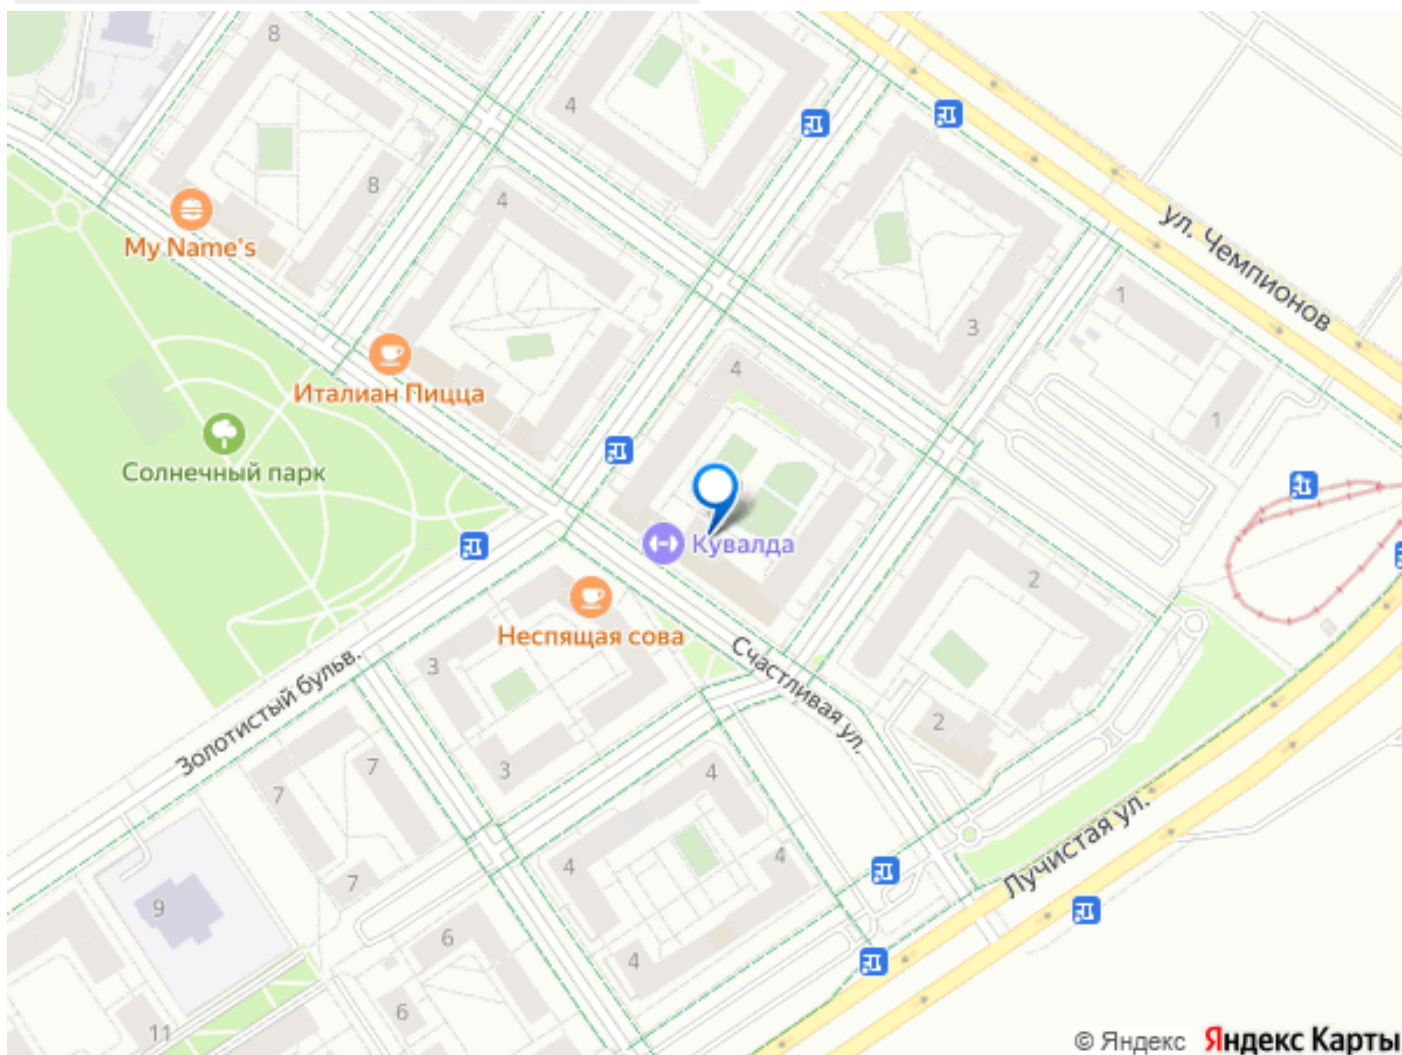 8
4
ул. Чемпионов
8
4
My Name's
1
3
Италиан Пицца
4
1
Солнечный парк
Кувалда
2
Неспящая сова
Счастливая ул.
3
Золотистый бульв.
2
7
3
4
7
Лучистая ул.
4
4
7
9
6
4
6
11
© Яндекс Яндекс Карты